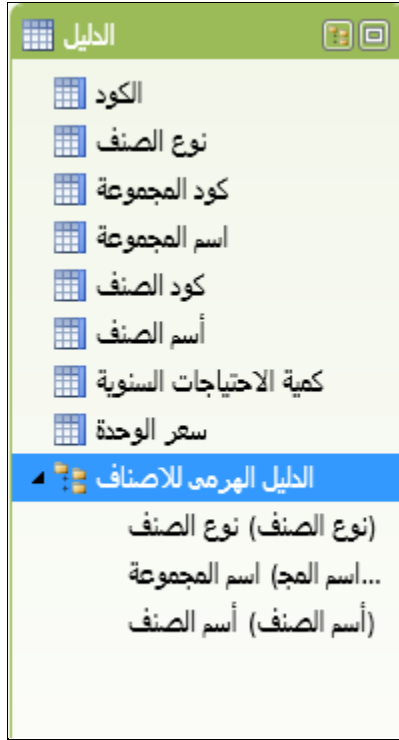 الدليل
الكود
نوع الصنف
كود المجموعة
اسم المجموعة
كود الصنف
أسم الصنف
كمية الاحتياجات السنوية
سعر الوحدة
الدليل الهرمى للاصناف
(نوع الصنف) نوع الصنف
...اسم المج) اسم المجموعة
(أسم الصنف) أسم الصنف